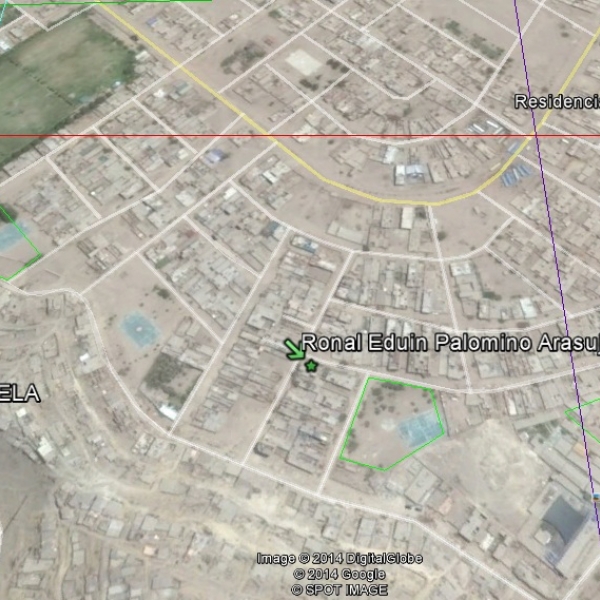 Residencia
Ronal Eduin Palomino Arasuj
ELA
Image © 2014 DigitalGlobe
© 2014 Google
© SPOT IMAGE